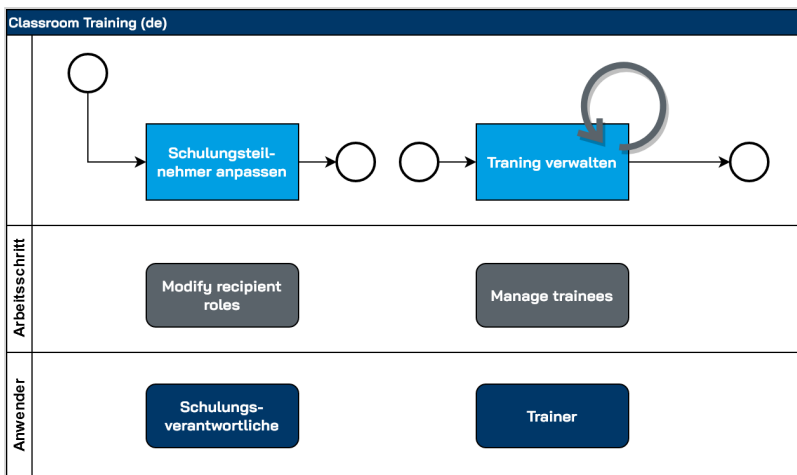 Classroom Training (de)
Schulungsteil-
nehmer anpassen
Traning verwalten
Arbeitsschritt
Modify recipient
roles
Manage trainees
Anwender
Schulungs-
verantwortliche
Trainer